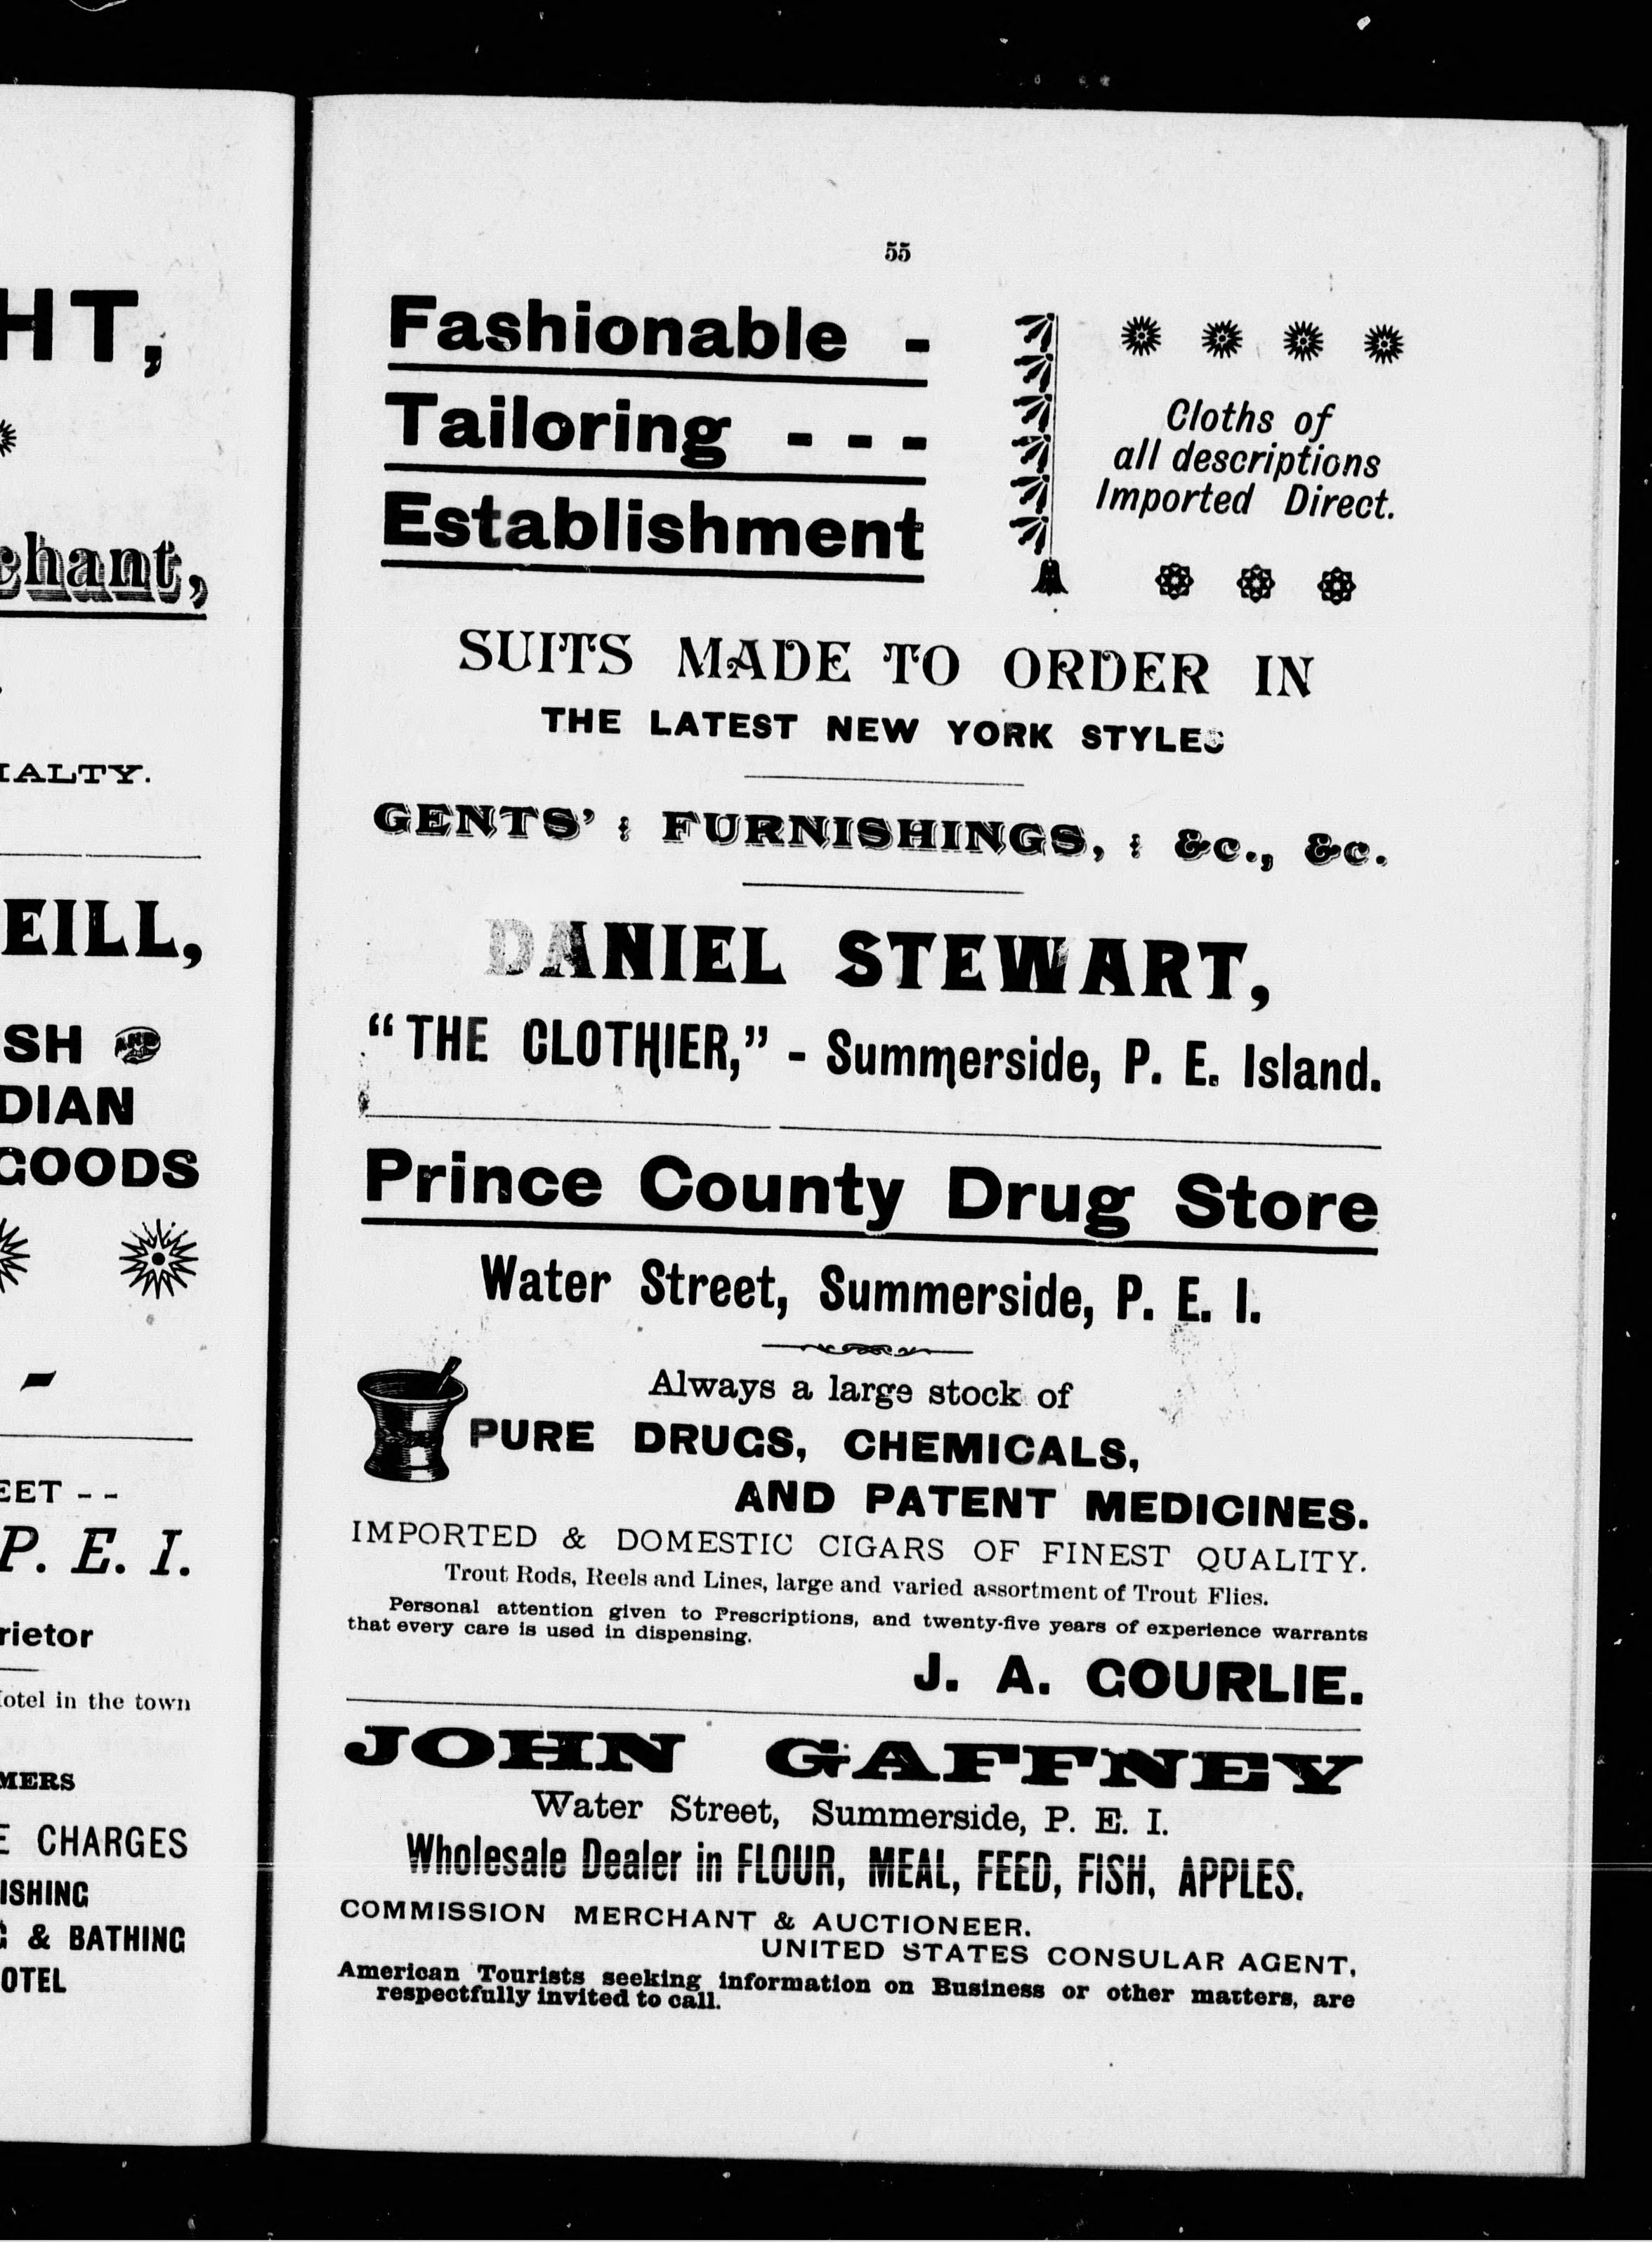 HT,
chant,
IALTY.
EILL,
SH AND
DIAN
GOODS
EET - -
P. E. I.
rietor
Hotel in the town
MERS
E CHARGES
ISHING
G & BATHING
OTEL
55
Fashionable -
Tailoring - - -
Establishment
Cloths of
all descriptions
Imported Direct.
SUITS MADE TO ORDER IN
THE LATEST NEW YORK STYLES
GENTS' : FURNISHINGS, : &c., &c.
DANIEL STEWART,
"THE CLOTHIER," - Summerside, P. E. Island.
Prince County Drug Store
Water Street, Summerside, P. E. I.
Always a large stock of
PURE DRUGS, CHEMICALS,
AND PATENT MEDICINES.
IMPORTED & DOMESTIC CIGARS OF FINEST QUALITY.
Trout Rods, Reels and Lines, large and varied assortment of Trout Flies.
Personal attention given to Prescriptions, and twenty-five years of experience warrants
that every care is used in dispensing.
J. A. GOURLIE.
JOHN GAFFNEY
Water Street, Summerside, P. E. I.
Wholesale Dealer in FLOUR, MEAL, FEED, FISH, APPLES.
COMMISSION MERCHANT & AUCTIONEER.
UNITED STATES CONSULAR AGENT,
American Tourists seeking information on Business or other matters, are
respectfully invited to call.